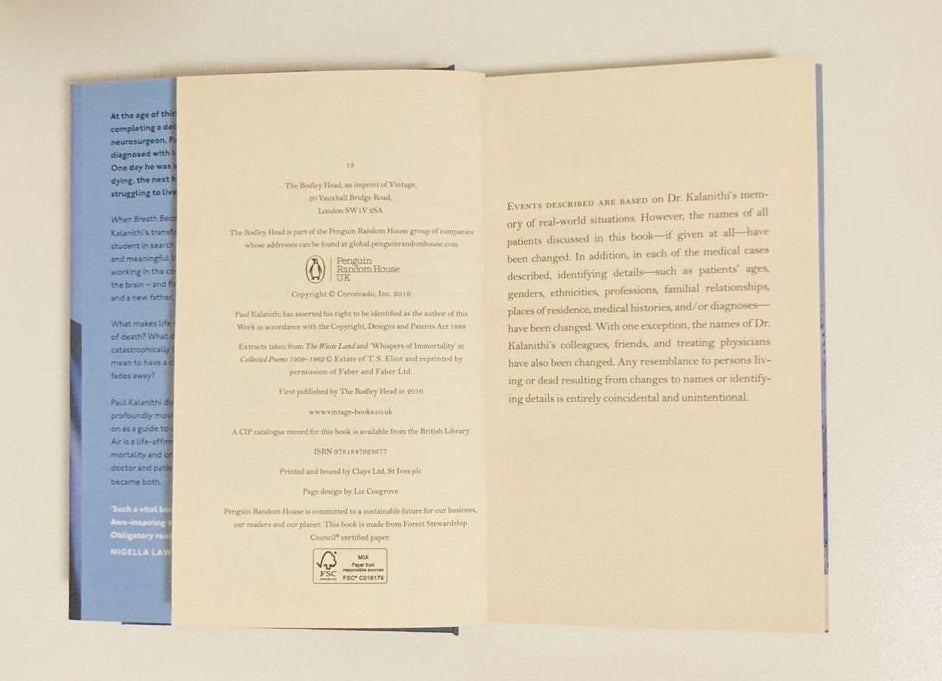 At the age of
completing a
neurosurgeon,
diagnosed with
One day he was
dying, the next
struggling to live
When Breath
Kalanithi's
student in search
and meaningful
working in the
the brain – and
and a new father.
What makes life
of death? What
catastrophically
mean to have a
fades away?
Paul Kalanithi
profoundly
on as a guide to
Air is a
mortality and
doctor and
became both.
'Such a vital
Awe-inspiring
Obligatory
NIGELLA
13
The Bodley Head, an imprint of Vintage,
20 Vauxhall Bridge Road,
London SW1V 2SA
The Bodley Head is part of the Penguin Random House group of companies
whose addresses can be found at global.penguinrandomhouse.com
Penguin
Random House
UK
Copyright © Corcovado, Inc. 2016
Paul Kalanithi has asserted his right to be identified as the author of this
Work in accordance with the Copyright, Designs and Patents Act 1988
Extracts taken from The Waste Land and 'Whispers of Immortality' in
Collected Poems 1909–1962 © Estate of T. S. Eliot and reprinted by
permission of Faber and Faber Ltd.
First published by The Bodley Head in 2016
www.vintage-books.co.uk
A CIP catalogue record for this book is available from the British Library
ISBN 9781847923677
Printed and bound by Clays Ltd, St Ives plc
Page design by Liz Cosgrove
Penguin Random House is committed to a sustainable future for our business,
our readers and our planet. This book is made from Forest Stewardship
Council® certified paper.
MIX
Paper from
responsible sources
FSC
FSC® C018179
EVENTS DESCRIBED ARE BASED on Dr. Kalanithi's mem-
ory of real-world situations. However, the names of all
patients discussed in this book—if given at all—have
been changed. In addition, in each of the medical cases
described, identifying details—such as patients' ages,
genders, ethnicities, professions, familial relationships,
places of residence, medical histories, and/or diagnoses—
have been changed. With one exception, the names of Dr.
Kalanithi's colleagues, friends, and treating physicians
have also been changed. Any resemblance to persons liv-
ing or dead resulting from changes to names or identify-
ing details is entirely coincidental and unintentional.